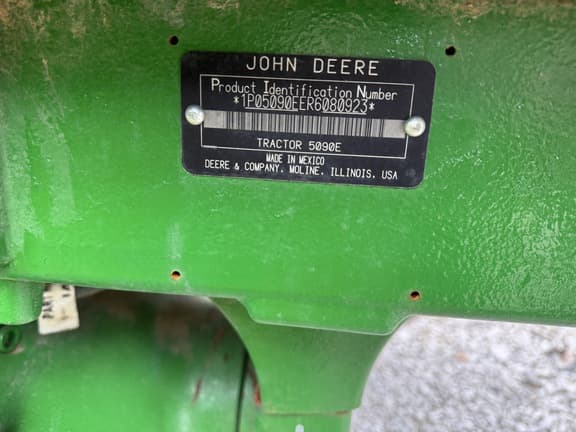 JOHN DEERE
Product Identification Number
*1P05090EER6080923*
TRACTOR 5090E
MADE IN MEXICO
DEERE & COMPANY, MOLINE, ILLINOIS, USA